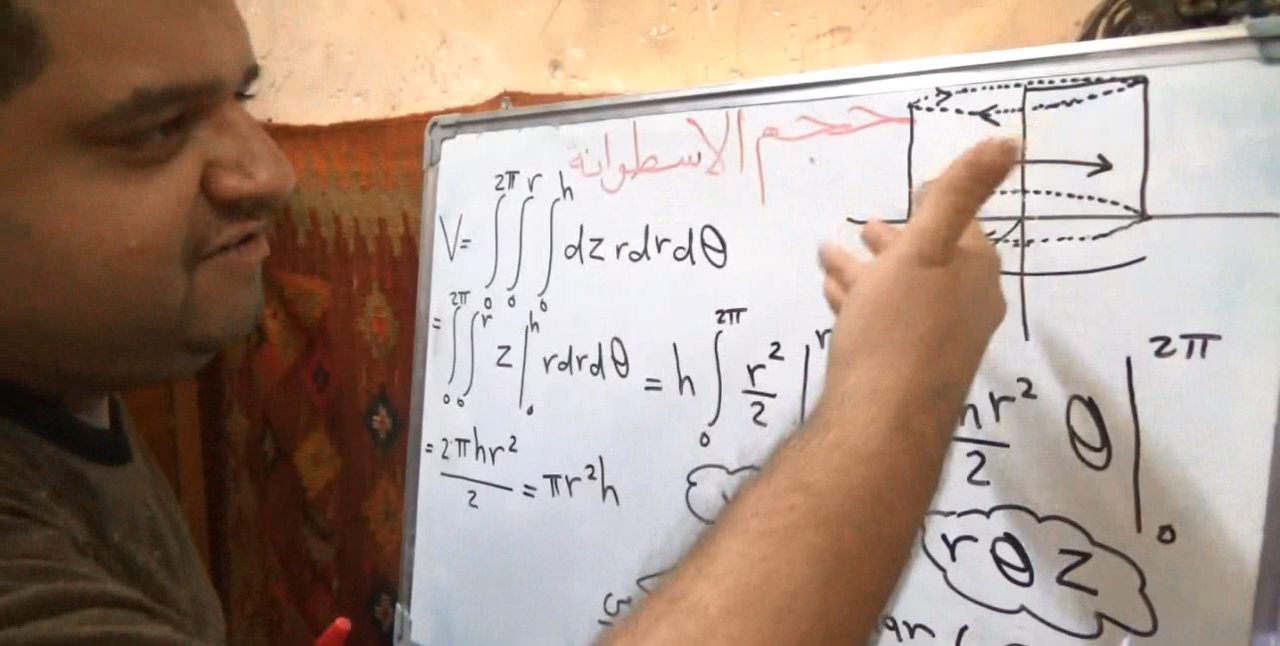 حجم الاسطوانة
V= ∫₀^2π ∫₀^r ∫₀^h dz r dr dθ
= ∫₀^2π ∫₀^r z |₀^h r dr dθ = h ∫₀^2π r²/2 |^r
hr²/2 θ |₀^2π
= 2πhr²/2 = πr²h
r θ z